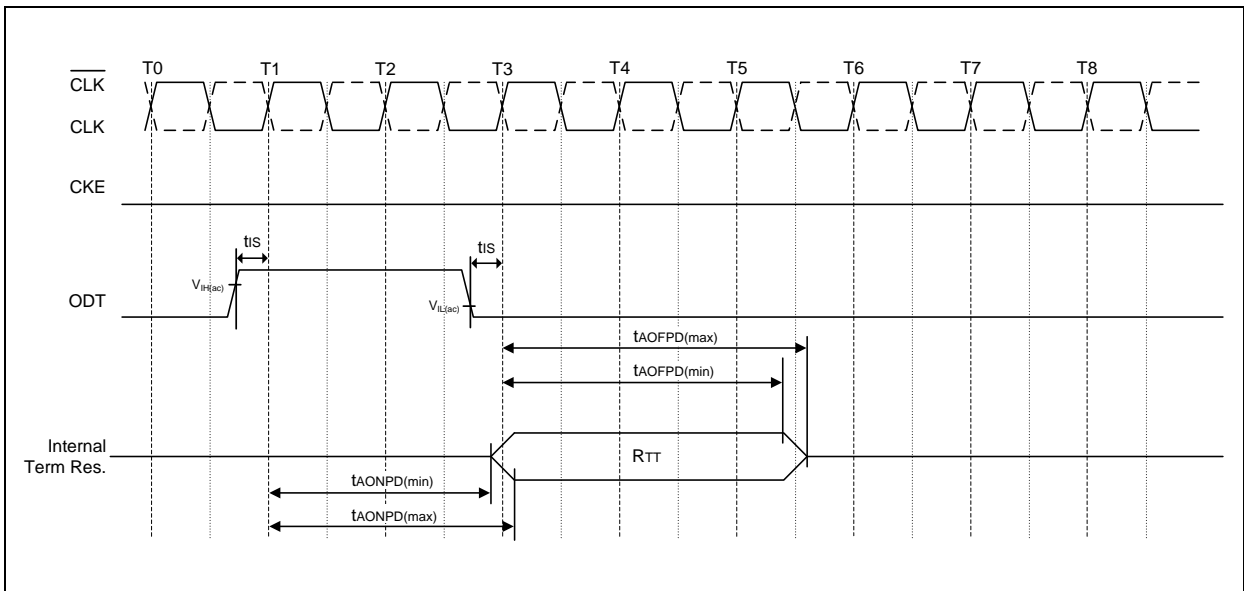 T0 T1 T2 T3 T4 T5 T6 T7 T8
CLK
CLK
CKE
tIS tIS
VIH(ac)
ODT
VIL(ac)
tAOFPD(max)
tAOFPD(min)
Internal
Term Res.
RTT
tAONPD(min)
tAONPD(max)